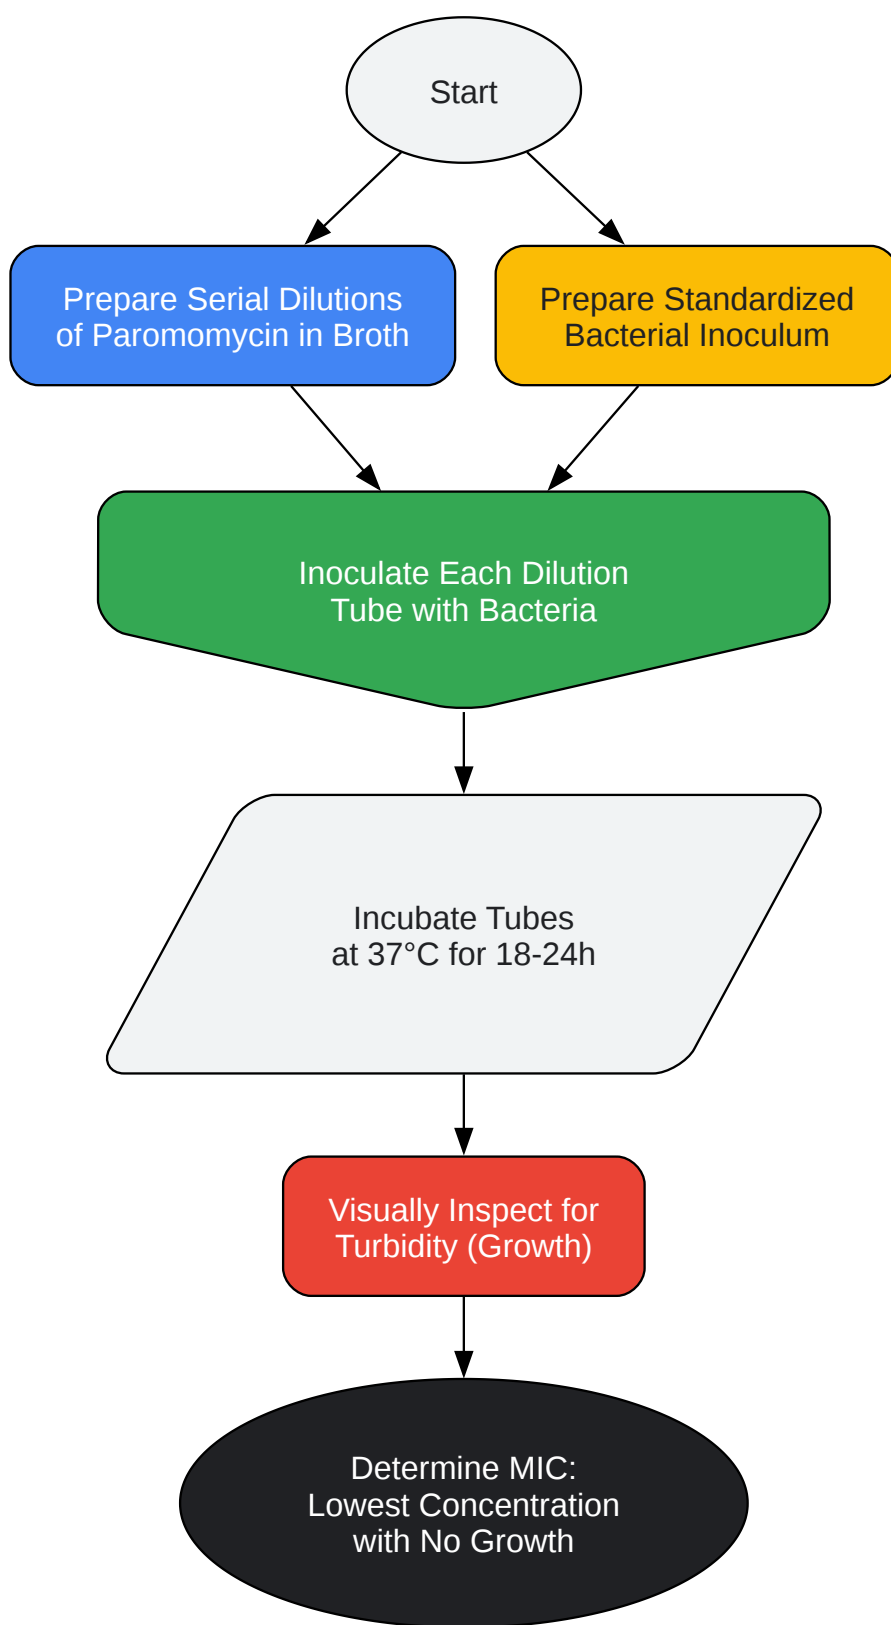 Start
Prepare Serial Dilutions
of Paromomycin in Broth
Prepare Standardized
Bacterial Inoculum
Inoculate Each Dilution
Tube with Bacteria
Incubate Tubes
at 37°C for 18-24h
Visually Inspect for
Turbidity (Growth)
Determine MIC:
Lowest Concentration
with No Growth